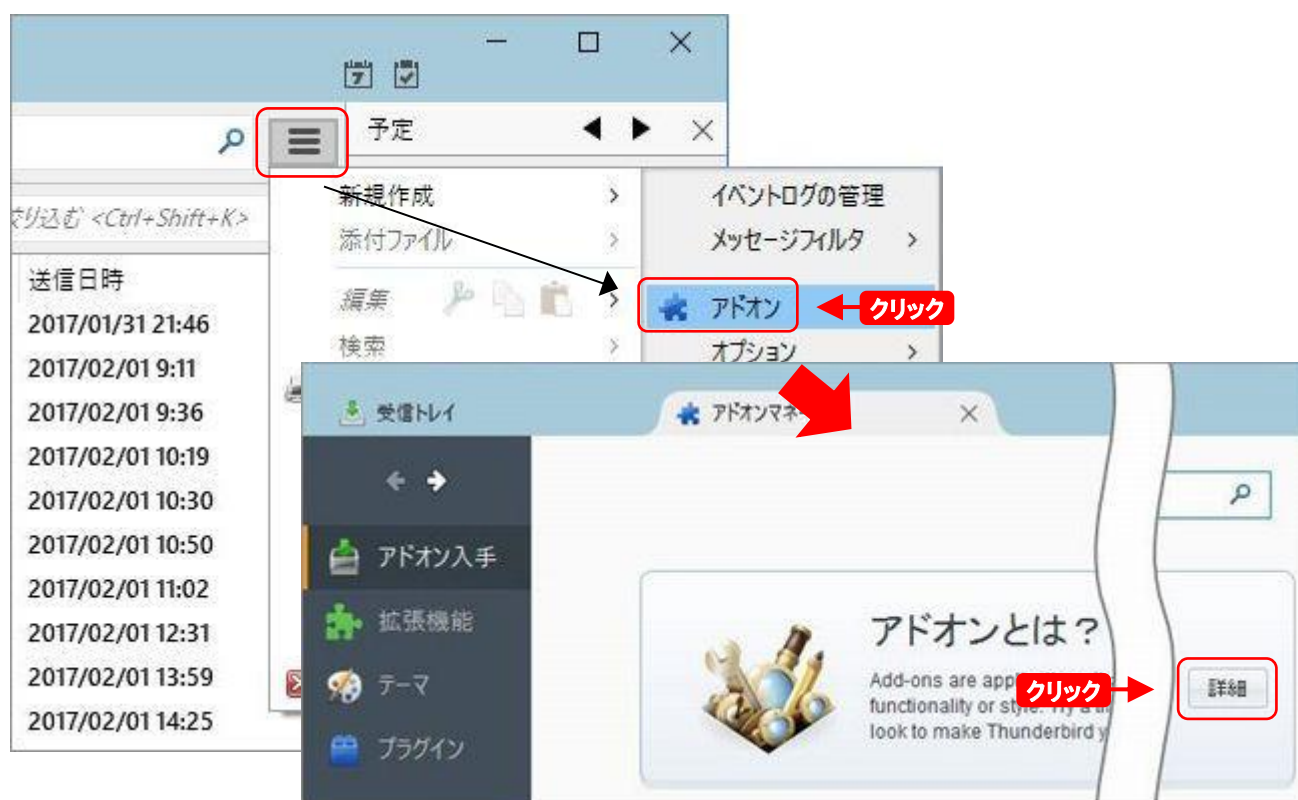 予定
絞り込む <Ctrl+Shift+K>
送信日時
2017/01/31 21:46
2017/02/01 9:11
2017/02/01 9:36
2017/02/01 10:19
2017/02/01 10:30
2017/02/01 10:50
2017/02/01 11:02
2017/02/01 12:31
2017/02/01 13:59
2017/02/01 14:25
新規作成
添付ファイル
編集
検索
イベントログの管理
メッセージフィルタ
アドオン
クリック
オプション
受信トレイ
アドオンマネ
アドオン入手
拡張機能
テーマ
プラグイン
アドオンとは？
Add-ons are app
functionality or sty
look to make Thunderbird y
クリック
詳細